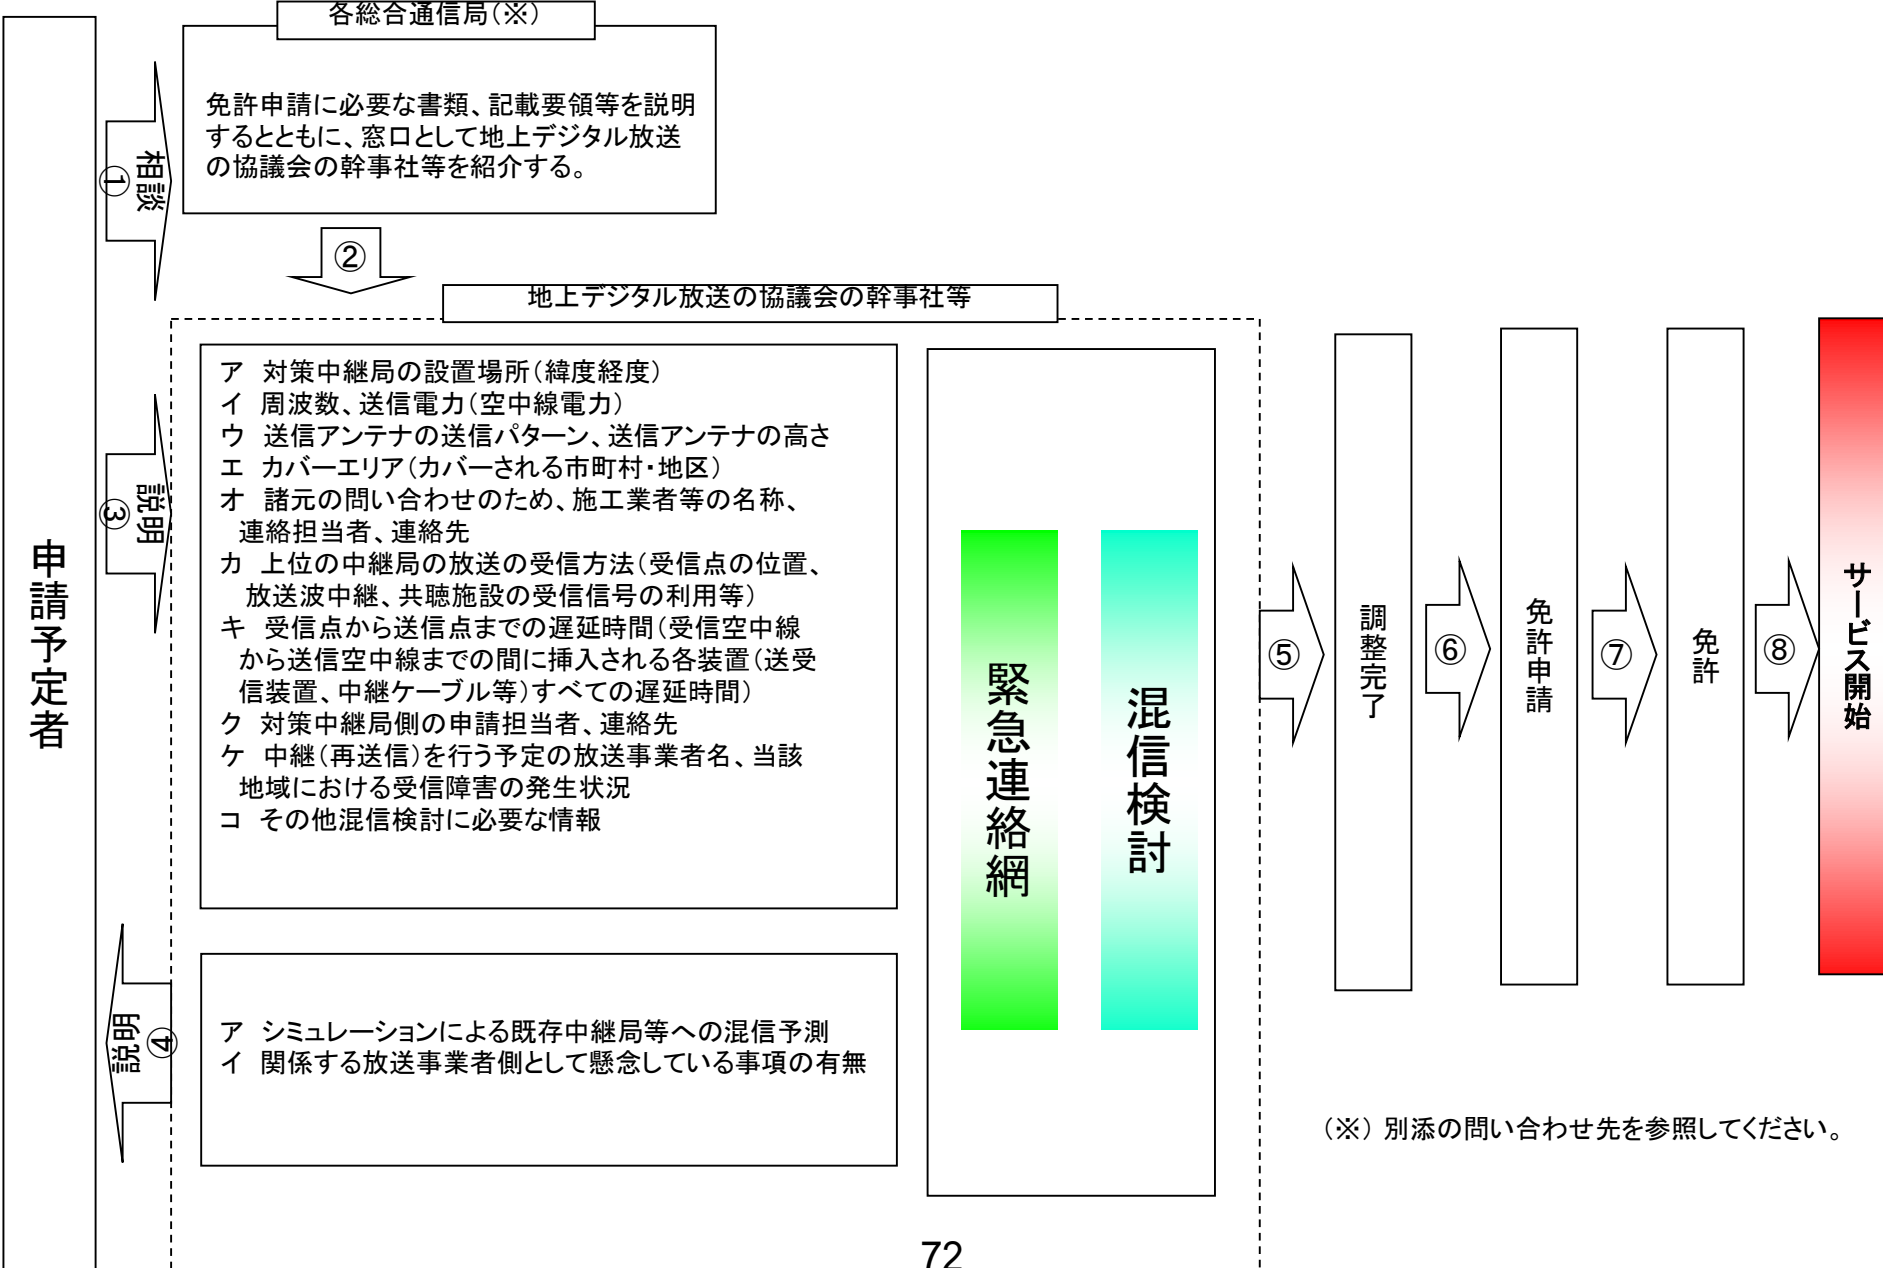 各総合通信局(※)
免許申請に必要な書類、記載要領等を説明
するとともに、窓口として地上デジタル放送
の協議会の幹事社等を紹介する。
①
相談
②
地上デジタル放送の協議会の幹事社等
申請予定者
③
説明
ア 対策中継局の設置場所(緯度経度)
イ 周波数、送信電力(空中線電力)
ウ 送信アンテナの送信パターン、送信アンテナの高さ
エ カバーエリア(カバーされる市町村・地区)
オ 諸元の問い合わせのため、施工業者等の名称、
連絡担当者、連絡先
カ 上位の中継局の放送の受信方法(受信点の位置、
放送波中継、共聴施設の受信信号の利用等)
キ 受信点から送信点までの遅延時間(受信空中線
から送信空中線までの間に挿入される各装置(送受
信装置、中継ケーブル等)すべての遅延時間)
ク 対策中継局側の申請担当者、連絡先
ケ 中継(再送信)を行う予定の放送事業者名、当該
地域における受信障害の発生状況
コ その他混信検討に必要な情報
④
説明
ア シミュレーションによる既存中継局等への混信予測
イ 関係する放送事業者側として懸念している事項の有無
緊急連絡網
混信検討
⑤
調整完了
⑥
免許申請
⑦
免許
⑧
サービス開始
(※) 別添の問い合わせ先を参照してください。
72